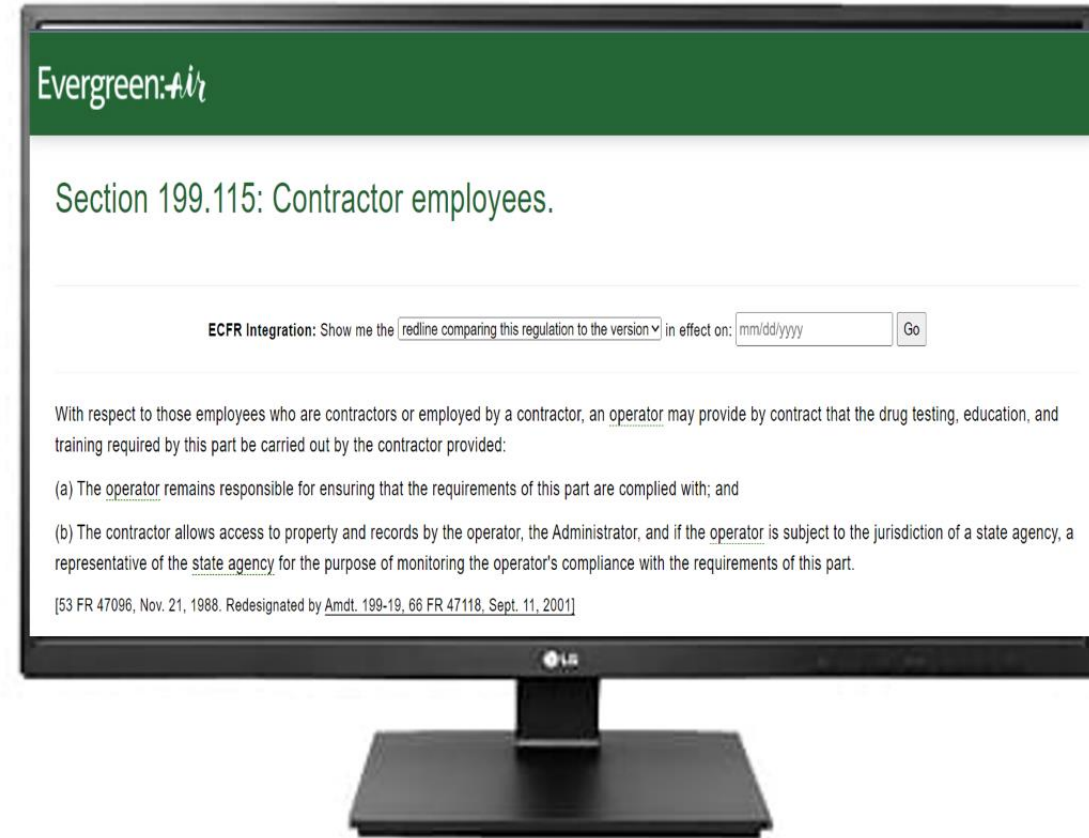 Evergreen:Air
Section 199.115: Contractor employees.
ECFR Integration: Show me the redline comparing this regulation to the version in effect on: mm/dd/yyyy Go
With respect to those employees who are contractors or employed by a contractor, an operator may provide by contract that the drug testing, education, and
training required by this part be carried out by the contractor provided:
(a) The operator remains responsible for ensuring that the requirements of this part are complied with; and
(b) The contractor allows access to property and records by the operator, the Administrator, and if the operator is subject to the jurisdiction of a state agency, a
representative of the state agency for the purpose of monitoring the operator's compliance with the requirements of this part.
[53 FR 47096, Nov. 21, 1988. Redesignated by Amdt. 199-19, 66 FR 47118, Sept. 11, 2001]
LG